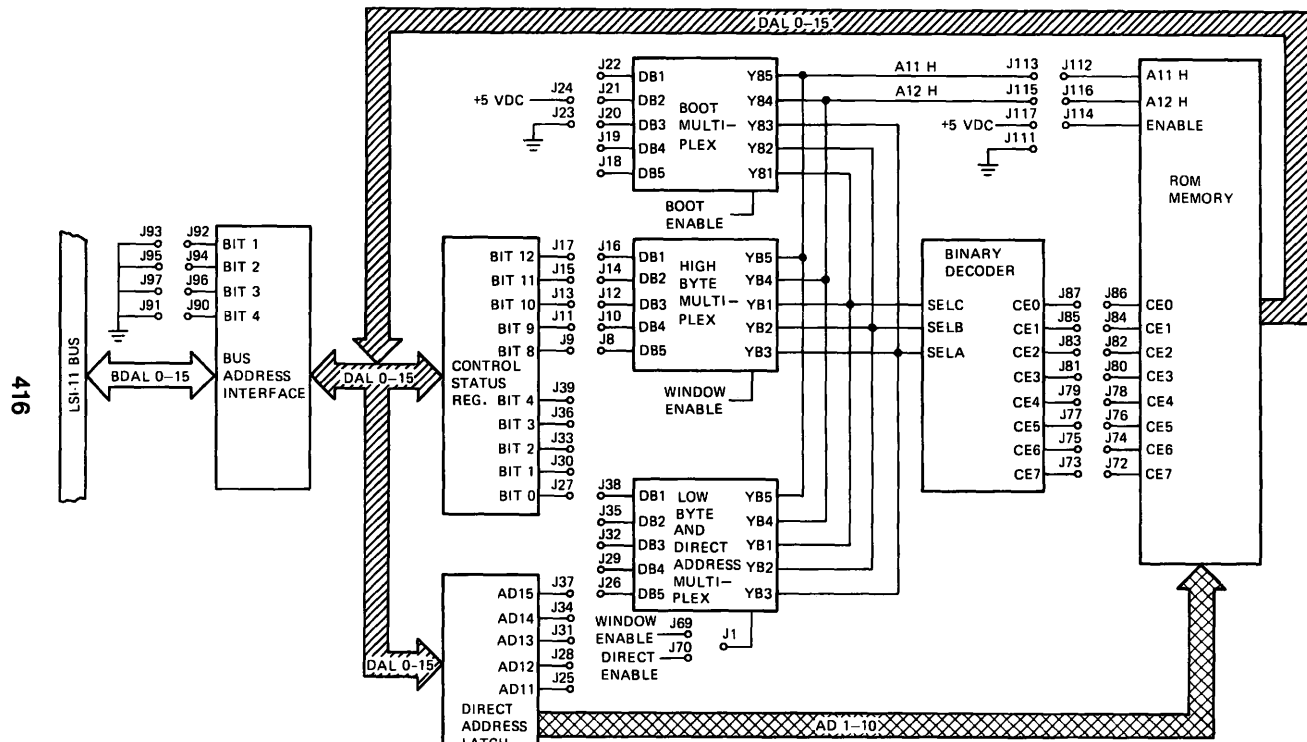 DAL 0–15
J24
+5 VDC
J23
J22
J21
J20
J19
J18
DB1
DB2
DB3
DB4
DB5
BOOT
MULTI-
PLEX
Y85
Y84
Y83
Y82
Y81
BOOT
ENABLE
A11 H
A12 H
J113
J115
J117
+5 VDC
J111
J112
J116
J114
A11 H
A12 H
ENABLE
ROM
MEMORY
CE0
CE1
CE2
CE3
CE4
CE5
CE6
CE7
416
LSI-11 BUS
BDAL 0–15
J93
J95
J97
J91
J92
J94
J96
J90
BIT 1
BIT 2
BIT 3
BIT 4
BUS
ADDRESS
INTERFACE
DAL 0–15
BIT 12
BIT 11
BIT 10
BIT 9
BIT 8
CONTROL
STATUS
REG.
BIT 4
BIT 3
BIT 2
BIT 1
BIT 0
J17
J15
J13
J11
J9
J39
J36
J33
J30
J27
J16
J14
J12
J10
J8
DB1
DB2
DB3
DB4
DB5
HIGH
BYTE
MULTI-
PLEX
YB5
YB4
YB1
YB2
YB3
WINDOW
ENABLE
BINARY
DECODER
SELC
SELB
SELA
CE0
CE1
CE2
CE3
CE4
CE5
CE6
CE7
J87
J85
J83
J81
J79
J77
J75
J73
J86
J84
J82
J80
J78
J76
J74
J72
J38
J35
J32
J29
J26
DB1
DB2
DB3
DB4
DB5
LOW
BYTE
AND
DIRECT
ADDRESS
MULTI-
PLEX
YB5
YB4
YB1
YB2
YB3
WINDOW
ENABLE
J69
J70
DIRECT
ENABLE
J1
DAL 0–15
AD15
AD14
AD13
AD12
AD11
J37
J34
J31
J28
J25
DIRECT
ADDRESS
LATCH
AD 1–10